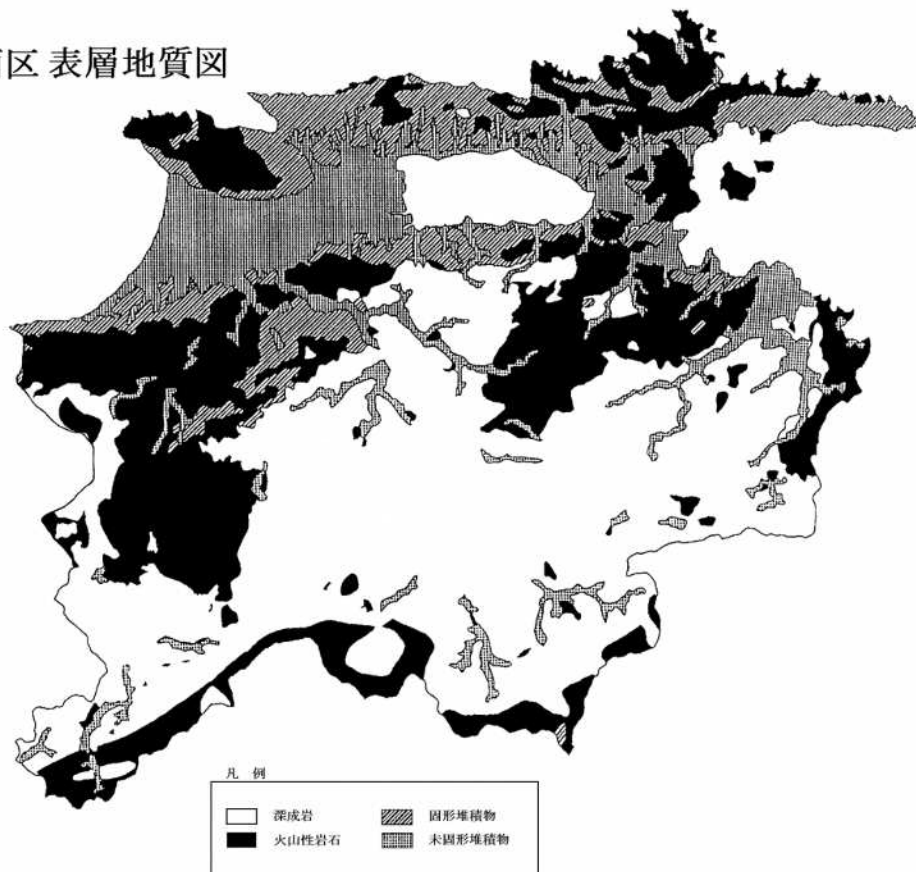 区 表層地質図
凡 例
深成岩
固形堆積物
火山性岩石
未固形堆積物